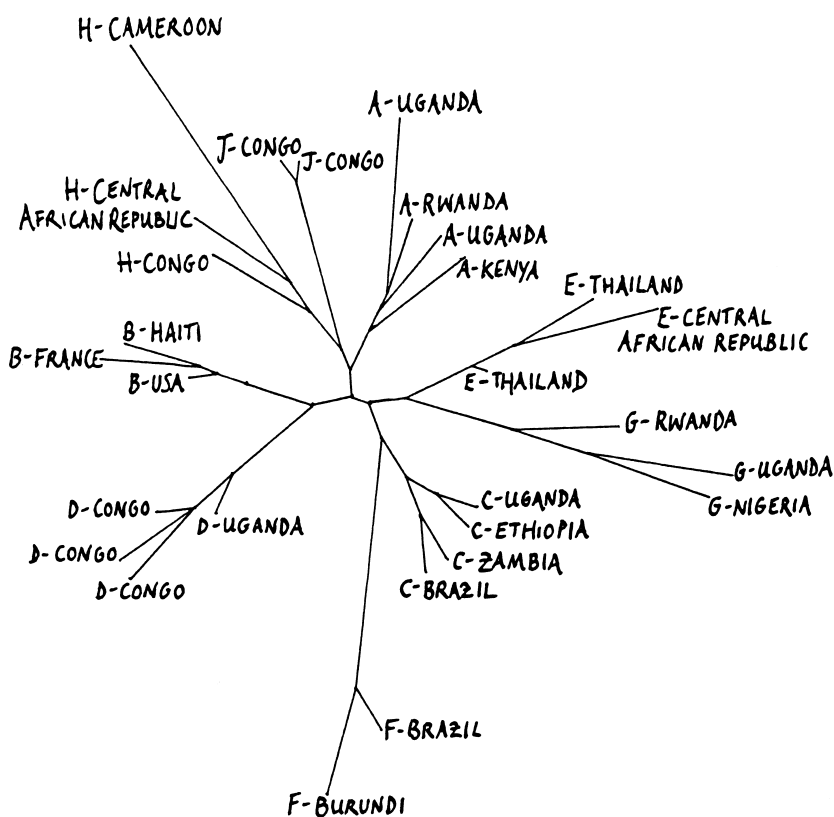 H-CAMEROON
A-UGANDA
J-CONGO
J-CONGO
H-CENTRAL
AFRICAN REPUBLIC
A-RWANDA
A-UGANDA
H-CONGO
A-KENYA
E-THAILAND
E-CENTRAL
AFRICAN REPUBLIC
B-HAITI
B-FRANCE
B-USA
E-THAILAND
G-RWANDA
G-UGANDA
G-NIGERIA
D-CONGO
D-UGANDA
C-UGANDA
C-ETHIOPIA
D-CONGO
C-ZAMBIA
D-CONGO
C-BRAZIL
F-BRAZIL
F-BURUNDI